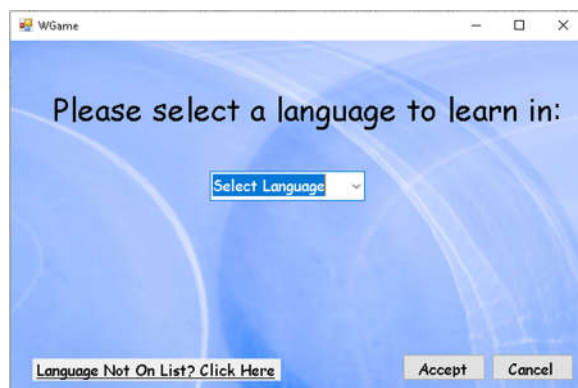 WGame
Please select a language to learn in:
Select Language
Language Not On List? Click Here
Accept
Cancel